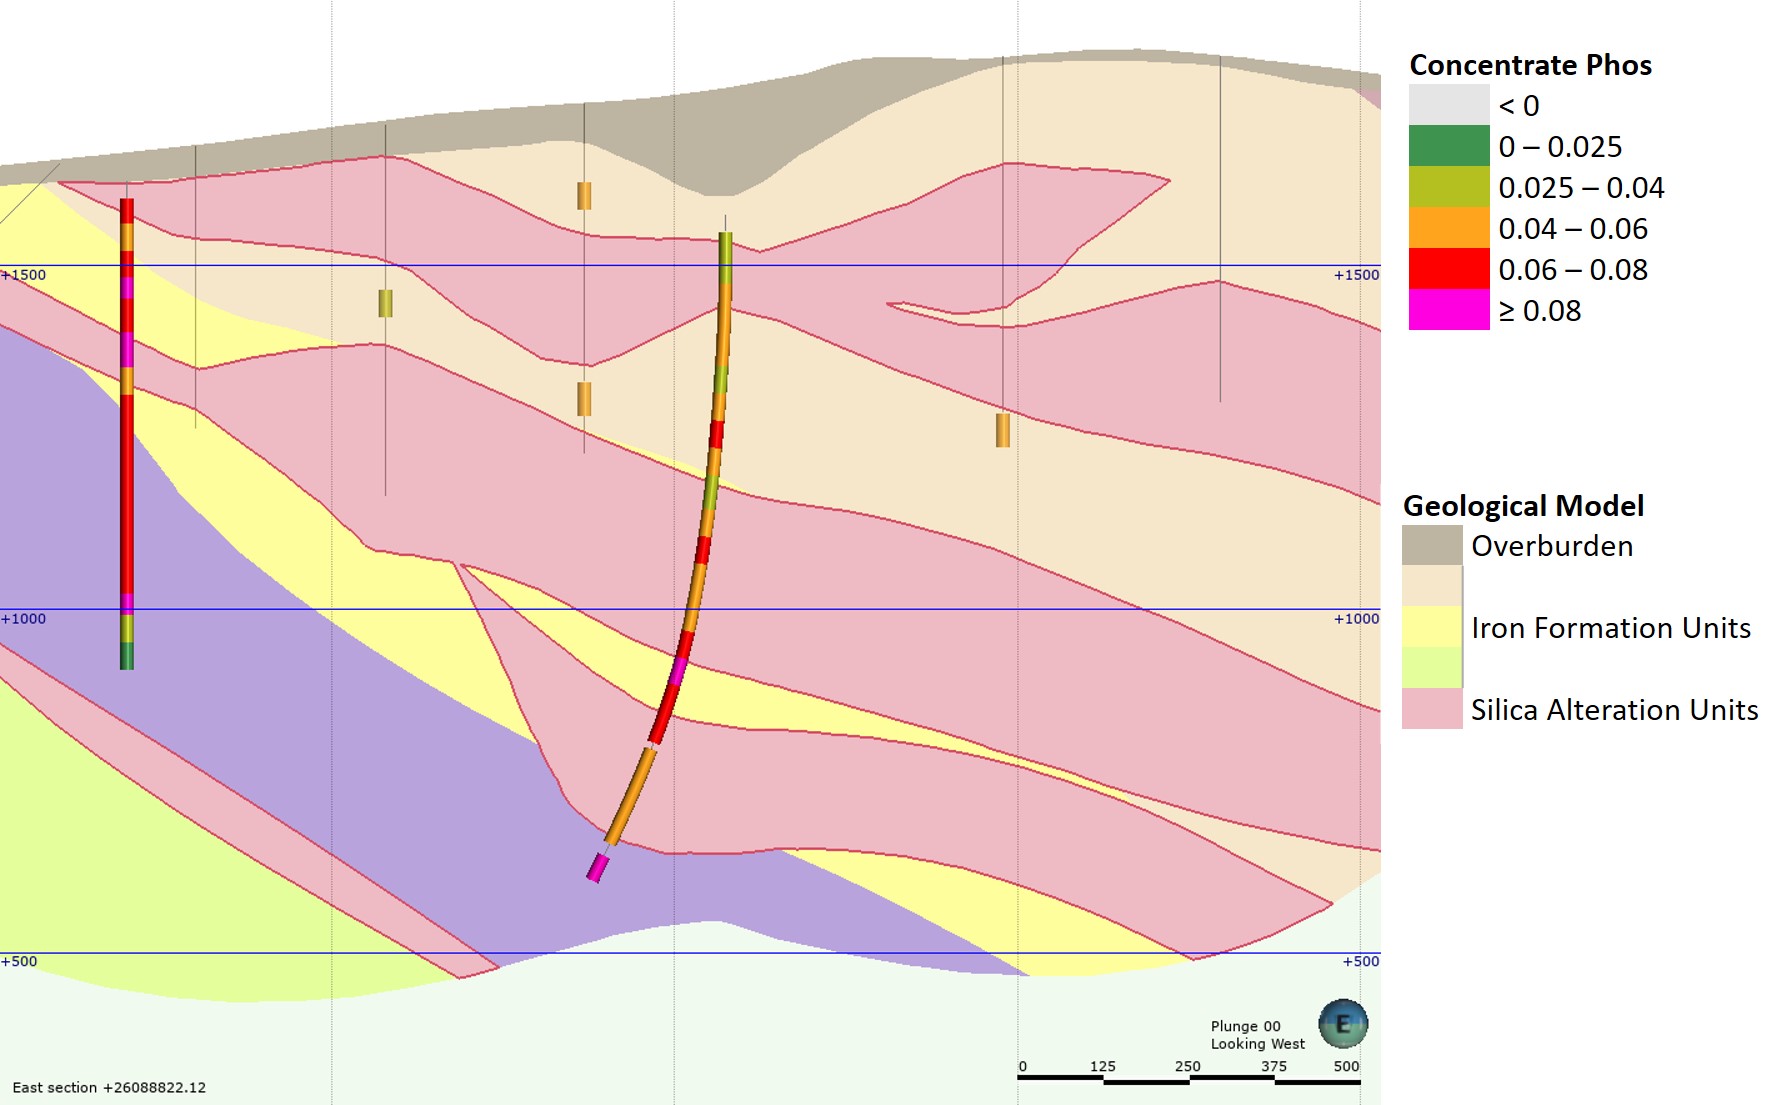 Concentrate Phos
< 0
0 – 0.025
0.025 – 0.04
0.04 – 0.06
0.06 – 0.08
≥ 0.08
+1500
+1500
Geological Model
Overburden
Iron Formation Units
Silica Alteration Units
+1000
+1000
+500
+500
E
Plunge 00
Looking West
0 125 250 375 500
East section +26088822.12